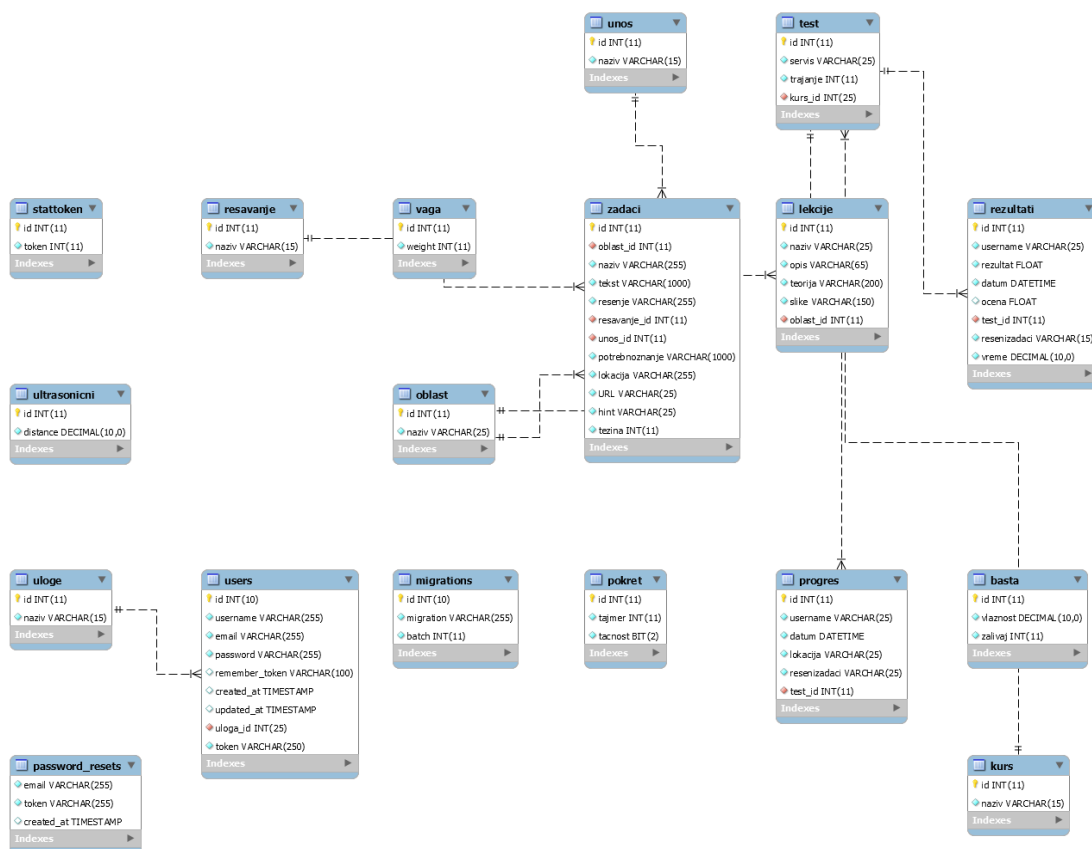 unos
id INT(11)
naziv VARCHAR(15)
Indexes
test
id INT(11)
servis VARCHAR(25)
trajanje INT(11)
kurs_id INT(25)
Indexes
stattoken
id INT(11)
token INT(11)
Indexes
resavanje
id INT(11)
naziv VARCHAR(15)
Indexes
vaga
id INT(11)
weight INT(11)
Indexes
zadaci
id INT(11)
oblast_id INT(11)
naziv VARCHAR(255)
tekst VARCHAR(1000)
resenje VARCHAR(255)
resavanje_id INT(11)
unos_id INT(11)
potrebnoznanje VARCHAR(1000)
lokacija VARCHAR(255)
URL VARCHAR(25)
hint VARCHAR(25)
tezina INT(11)
Indexes
lekcije
id INT(11)
naziv VARCHAR(25)
opis VARCHAR(65)
teorija VARCHAR(200)
slike VARCHAR(150)
oblast_id INT(11)
Indexes
rezultati
id INT(11)
username VARCHAR(25)
rezultat FLOAT
datum DATETIME
ocena FLOAT
test_id INT(11)
resenizadaci VARCHAR(15)
vreme DECIMAL(10,0)
Indexes
ultrasonicni
id INT(11)
distance DECIMAL(10,0)
Indexes
oblast
id INT(11)
naziv VARCHAR(25)
Indexes
uloge
id INT(11)
naziv VARCHAR(15)
Indexes
users
id INT(10)
username VARCHAR(255)
email VARCHAR(255)
password VARCHAR(255)
remember_token VARCHAR(100)
created_at TIMESTAMP
updated_at TIMESTAMP
uloga_id INT(25)
token VARCHAR(250)
Indexes
migrations
id INT(10)
migration VARCHAR(255)
batch INT(11)
Indexes
pokret
id INT(11)
tajmer INT(11)
tacnost BIT(2)
Indexes
progres
id INT(11)
username VARCHAR(25)
datum DATETIME
lokacija VARCHAR(25)
resenizadaci VARCHAR(25)
test_id INT(11)
Indexes
basta
id INT(11)
vlaznost DECIMAL(10,0)
zalivaj INT(11)
Indexes
password_resets
email VARCHAR(255)
token VARCHAR(255)
created_at TIMESTAMP
Indexes
kurs
id INT(11)
naziv VARCHAR(15)
Indexes